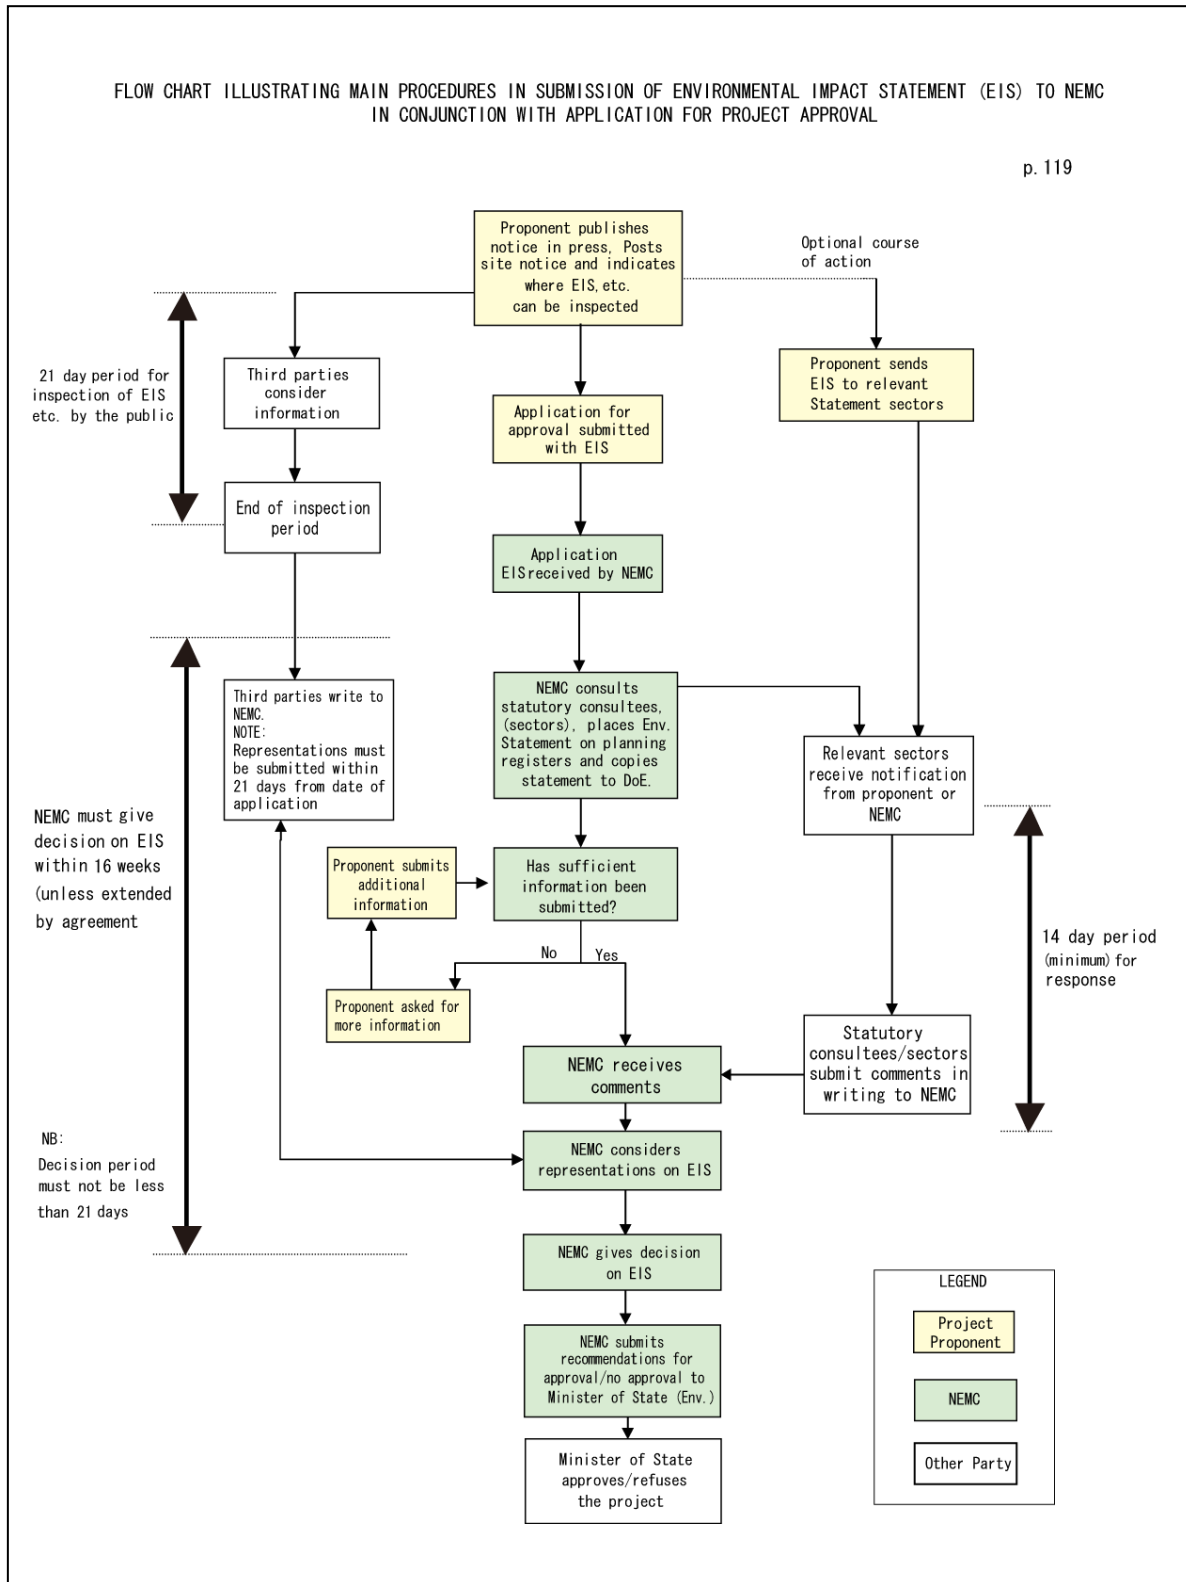 FLOW CHART ILLUSTRATING MAIN PROCEDURES IN SUBMISSION OF ENVIRONMENTAL IMPACT STATEMENT (EIS) TO NEMC
IN CONJUNCTION WITH APPLICATION FOR PROJECT APPROVAL
p. 119
Proponent publishes
notice in press, Posts
site notice and indicates
where EIS, etc.
can be inspected
Optional course
of action
21 day period for
inspection of EIS
etc. by the public
Third parties
consider
information
Application for
approval submitted
with EIS
Proponent sends
EIS to relevant
Statement sectors
End of inspection
period
Application
EIS received by NEMC
Third parties write to
NEMC.
NOTE:
Representations must
be submitted within
21 days from date of
application
NEMC consults
statutory consultees,
(sectors), places Env.
Statement on planning
registers and copies
statement to DoE.
Relevant sectors
receive notification
from proponent or
NEMC
NEMC must give
decision on EIS
within 16 weeks
(unless extended
by agreement
Proponent submits
additional
information
Has sufficient
information been
submitted?
No
Yes
Proponent asked for
more information
14 day period
(minimum) for
response
NEMC receives
comments
Statutory
consultees/sectors
submit comments in
writing to NEMC
NB:
Decision period
must not be less
than 21 days
NEMC considers
representations on EIS
NEMC gives decision
on EIS
NEMC submits
recommendations for
approval/no approval to
Minister of State (Env.)
Minister of State
approves/refuses
the project
LEGEND
Project
Proponent
NEMC
Other Party